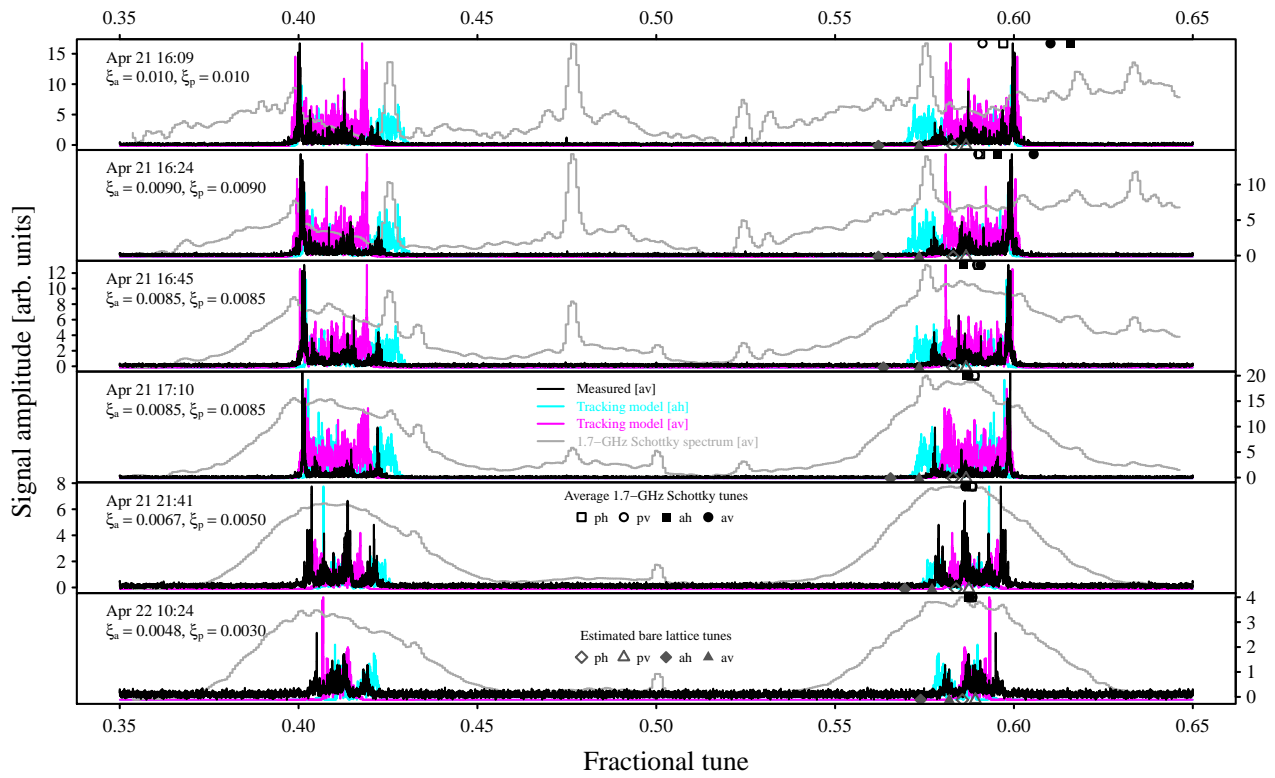 0.35 0.40 0.45 0.50 0.55 0.60 0.65
Signal amplitude [arb. units]
Apr 21 16:09
ξa = 0.010, ξp = 0.010
15
10
5
0
Apr 21 16:24
ξa = 0.0090, ξp = 0.0090
10
5
0
Apr 21 16:45
ξa = 0.0085, ξp = 0.0085
12
10
8
6
4
2
0
Apr 21 17:10
ξa = 0.0085, ξp = 0.0085
Measured [av]
Tracking model [ah]
Tracking model [av]
1.7−GHz Schottky spectrum [av]
20
15
10
5
0
Apr 21 21:41
ξa = 0.0067, ξp = 0.0050
Average 1.7−GHz Schottky tunes
ph pv ah av
8
6
4
2
0
Apr 22 10:24
ξa = 0.0048, ξp = 0.0030
Estimated bare lattice tunes
ph pv ah av
4
3
2
1
0
0.35 0.40 0.45 0.50 0.55 0.60 0.65
Fractional tune